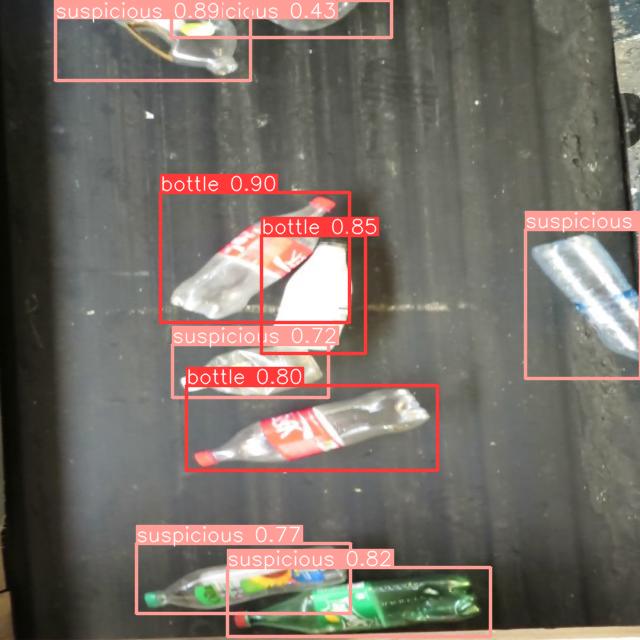 suspicious 0.89
icious 0.43
bottle 0.90
bottle 0.85
suspicious
suspicious 0.72
bottle 0.80
suspicious 0.77
suspicious 0.82